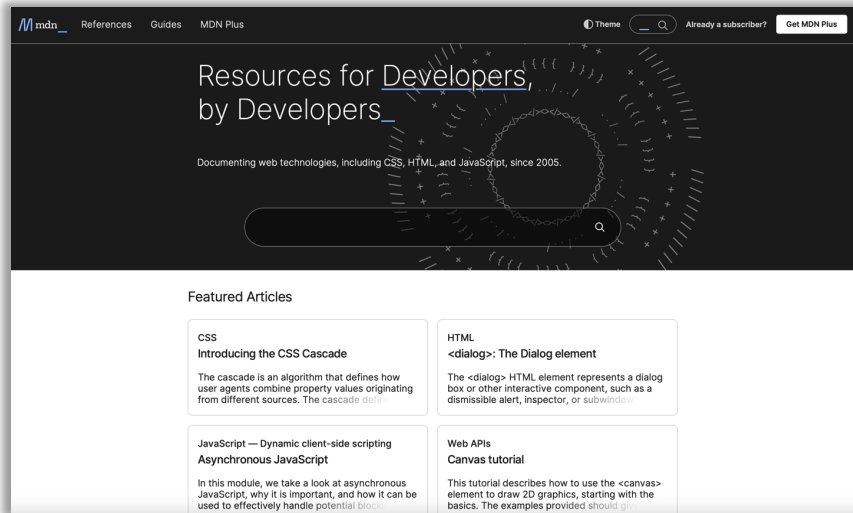 mdn_
References
Guides
MDN Plus
Theme
Already a subscriber?
Get MDN Plus
Resources for Developers,
by Developers_
Documenting web technologies, including CSS, HTML, and JavaScript, since 2005.
Featured Articles
CSS
Introducing the CSS Cascade
The cascade is an algorithm that defines how
user agents combine property values originating
from different sources. The cascade
HTML
<dialog>: The Dialog element
The <dialog> HTML element represents a dialog
box or other interactive component, such as a
dismissible alert, inspector, or subwindow
JavaScript — Dynamic client-side scripting
Asynchronous JavaScript
In this module, we take a look at asynchronous
JavaScript, why it is important, and how it can be
used to effectively handle potential
Web APIs
Canvas tutorial
This tutorial describes how to use the <canvas>
element to draw 2D graphics, starting with the
basics. The examples provided should